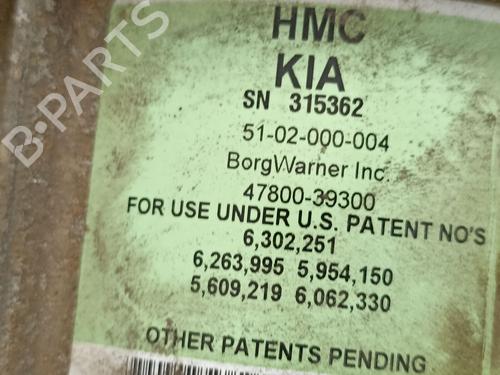 HMC
KIA
SN 315362
51-02-000-004
BorgWarner Inc.
47800-39300
FOR USE UNDER U.S. PATENT NO'S
6,302,251
6,263,995 5,954,150
5,609,219 6,062,330
OTHER PATENTS PENDING
B-PARTS